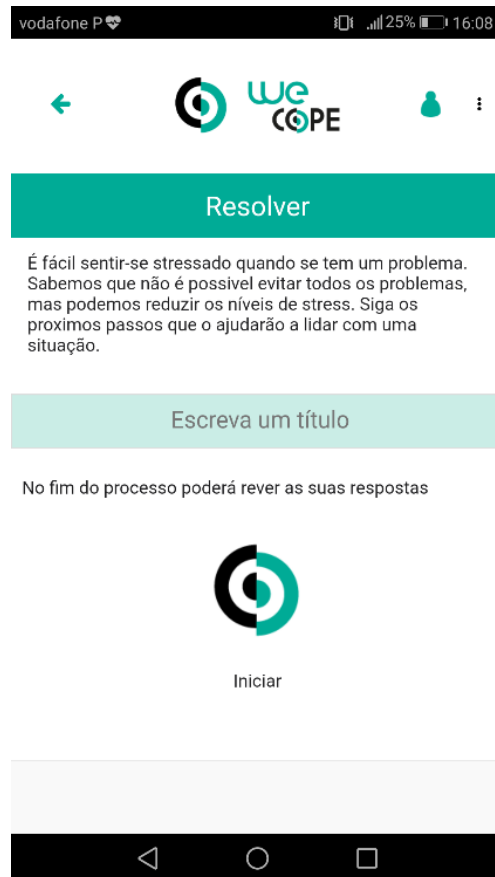 vodafone P 25% 16:08
we
COPE
Resolver
É fácil sentir-se stressado quando se tem um problema.
Sabemos que não é possivel evitar todos os problemas,
mas podemos reduzir os níveis de stress. Siga os
proximos passos que o ajudarão a lidar com uma
situação.
Escreva um título
No fim do processo poderá rever as suas respostas
Iniciar